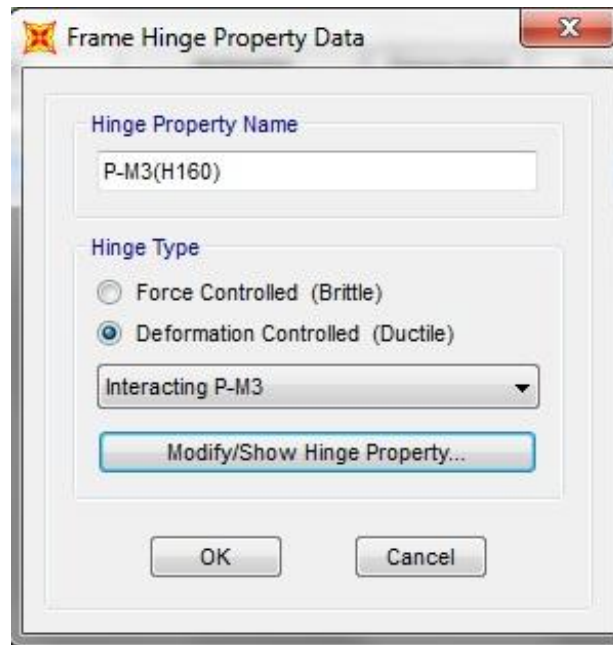 Frame Hinge Property Data
Hinge Property Name
P-M3(H160)
Hinge Type
Force Controlled (Brittle)
Deformation Controlled (Ductile)
Interacting P-M3
Modify/Show Hinge Property...
OK
Cancel